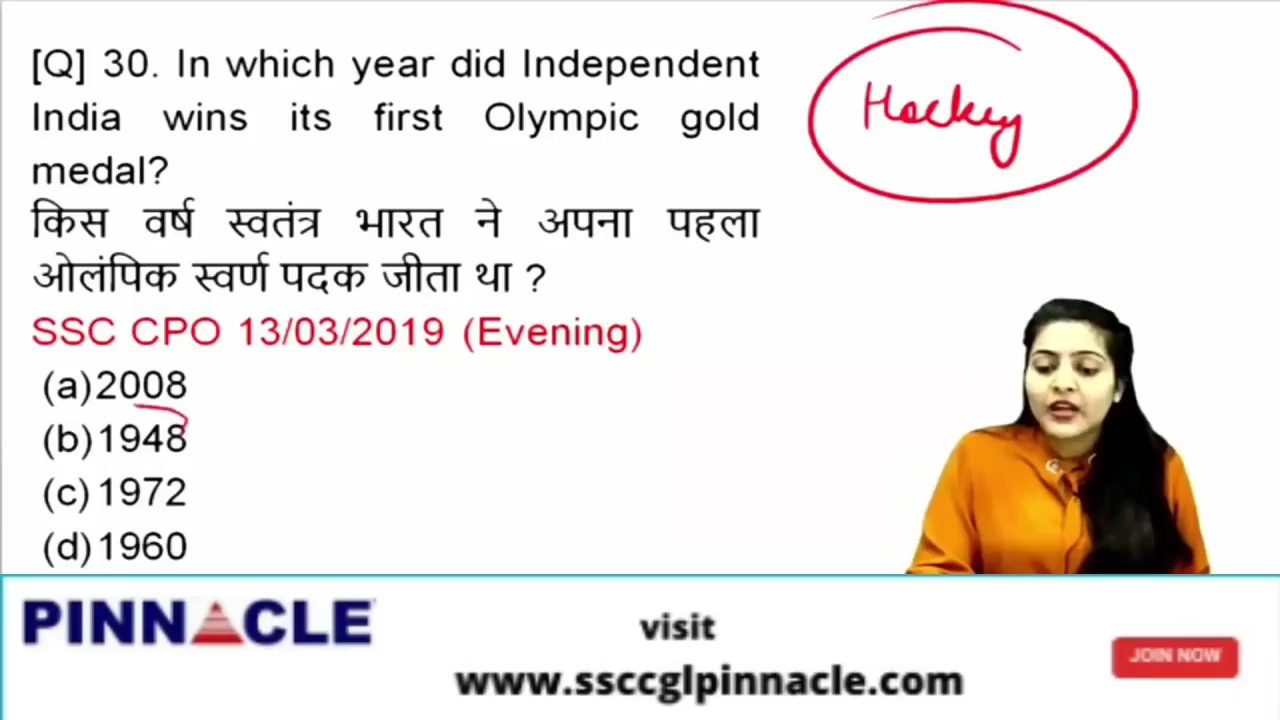 [Q] 30. In which year did Independent
India wins its first Olympic gold
medal?
किस वर्ष स्वतंत्र भारत ने अपना पहला
ओलंपिक स्वर्ण पदक जीता था ?
SSC CPO 13/03/2019 (Evening)
(a) 2008
(b) 1948
(c) 1972
(d) 1960
Hockey
PINNACLE
visit
www.ssccglpinnacle.com
JOIN NOW